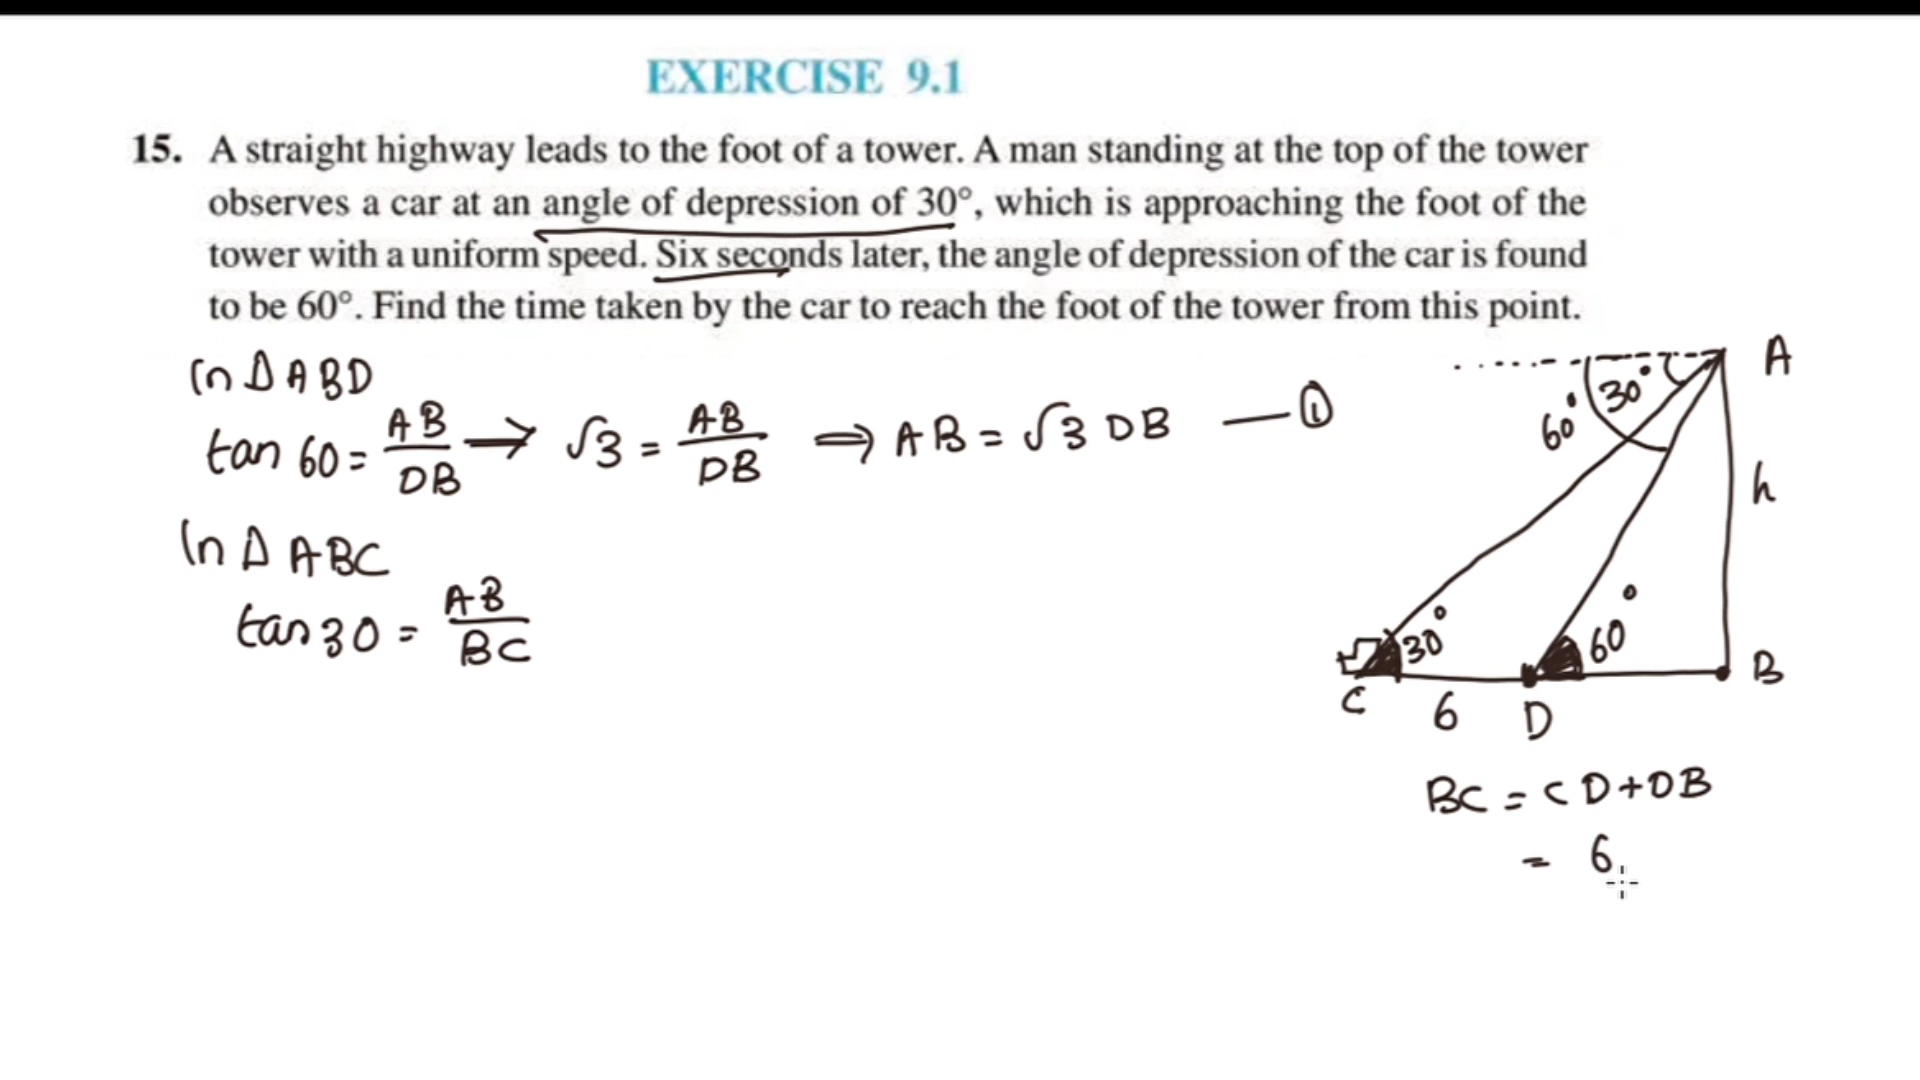 EXERCISE 9.1
15. A straight highway leads to the foot of a tower. A man standing at the top of the tower
observes a car at an angle of depression of 30°, which is approaching the foot of the
tower with a uniform speed. Six seconds later, the angle of depression of the car is found
to be 60°. Find the time taken by the car to reach the foot of the tower from this point.
In Δ ABD
tan 60 = AB/DB → √3 = AB/DB ⇒ AB = √3 DB — ①
In Δ ABC
tan 30 = AB/BC
A
30°
60°
h
30°
60°
B
C 6 D
BC = CD+DB
= 6